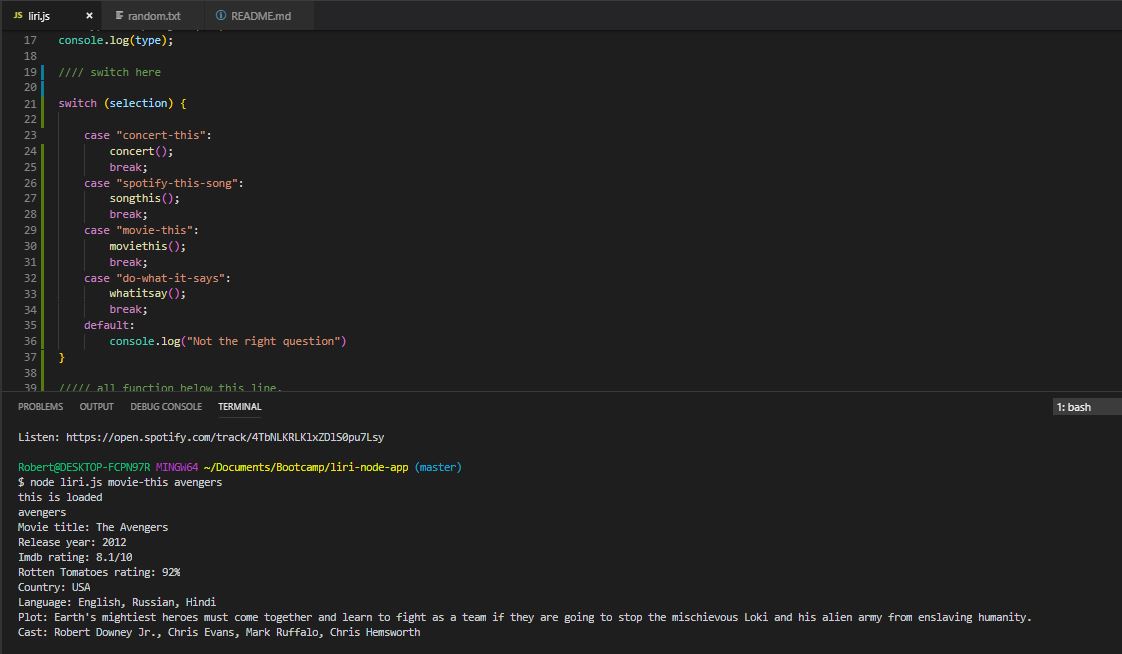 JS liri.js × random.txt README.md
17 console.log(type);
18
19 //// switch here
20
21 switch (selection) {
22
23 case "concert-this":
24 concert();
25 break;
26 case "spotify-this-song":
27 songthis();
28 break;
29 case "movie-this":
30 moviethis();
31 break;
32 case "do-what-it-says":
33 whatitsay();
34 break;
35 default:
36 console.log("Not the right question")
37 }
38
39 ///// all function below this line.
PROBLEMS OUTPUT DEBUG CONSOLE TERMINAL 1: bash
Listen: https://open.spotify.com/track/4TbNLKRLKlxZDlS0pu7Lsy
Robert@DESKTOP-FCPN97R MINGW64 ~/Documents/Bootcamp/liri-node-app (master)
$ node liri.js movie-this avengers
this is loaded
avengers
Movie title: The Avengers
Release year: 2012
Imdb rating: 8.1/10
Rotten Tomatoes rating: 92%
Country: USA
Language: English, Russian, Hindi
Plot: Earth's mightiest heroes must come together and learn to fight as a team if they are going to stop the mischievous Loki and his alien army from enslaving humanity.
Cast: Robert Downey Jr., Chris Evans, Mark Ruffalo, Chris Hemsworth